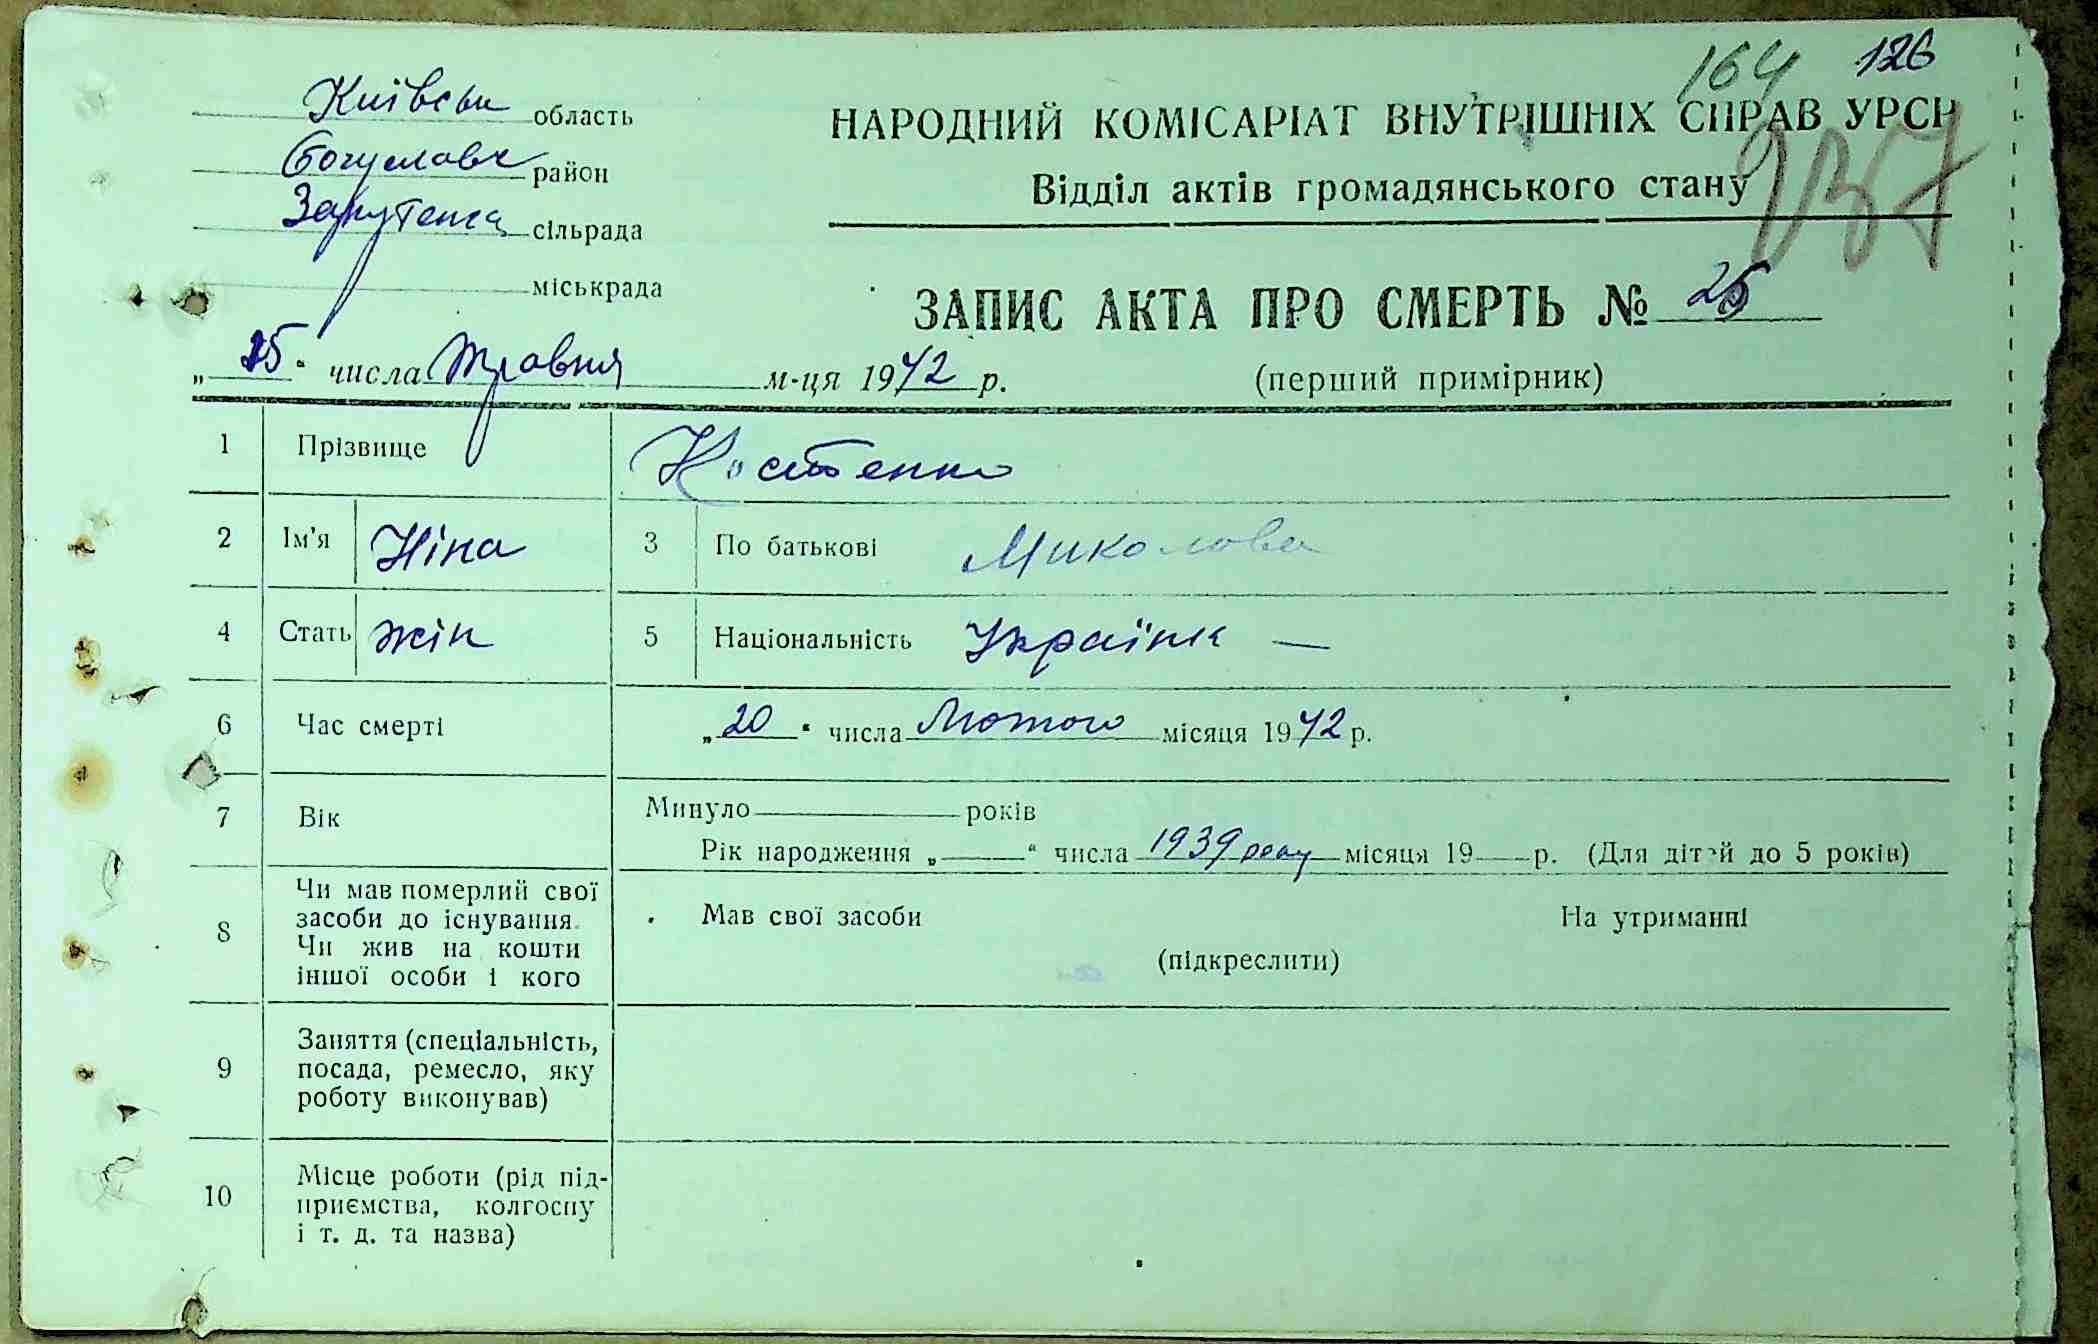 164 126
Київськ область
НАРОДНИЙ КОМІСАРІАТ ВНУТРІШНІХ СПРАВ УРСР
Богуславк район
Відділ актів громадянського стану
сільрада
міськрада
ЗАПИС АКТА ПРО СМЕРТЬ № 25
„25“ числа Травня м-ця 1942 р.
(перший примірник)
1 Прізвище Костенко
2 Ім'я Ніна 3 По батькові Миколова
4 Стать жін 5 Національність Українк —
6 Час смерті „20“ числа Лютого місяця 1942 р.
7 Вік Минуло років
Рік народження „ “ числа 1939 року місяця 19 р. (Для дітей до 5 років)
8 Чи мав померлий свої
засоби до існування.
Чи жив на кошти
іншої особи і кого
Мав свої засоби На утриманні
(підкреслити)
9 Заняття (спеціальність,
посада, ремесло, яку
роботу виконував)
10 Місце роботи (рід під-
приємства, колгоспу
і т. д. та назва)